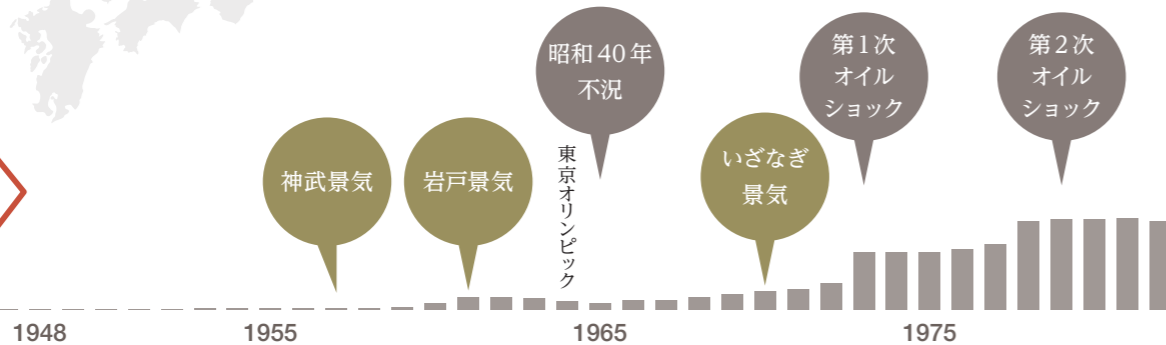 神武景気
岩戸景気
昭和40年
不況
東京オリンピック
いざなぎ
景気
第1次
オイル
ショック
第2次
オイル
ショック
1948
1955
1965
1975